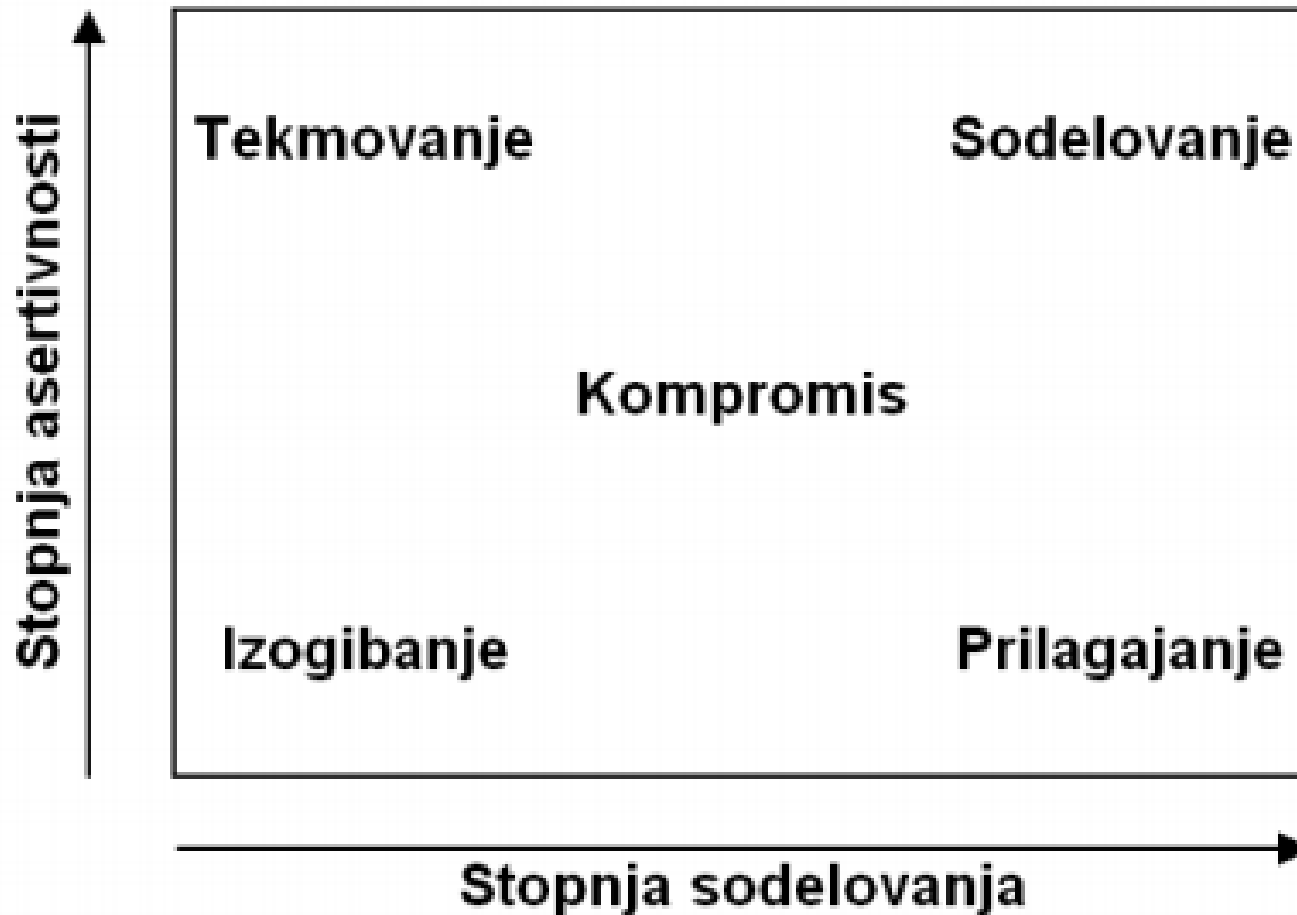 Stopnja asertivnosti
Tekmovanje
Sodelovanje
Kompromis
Izogibanje
Prilagajanje
Stopnja sodelovanja